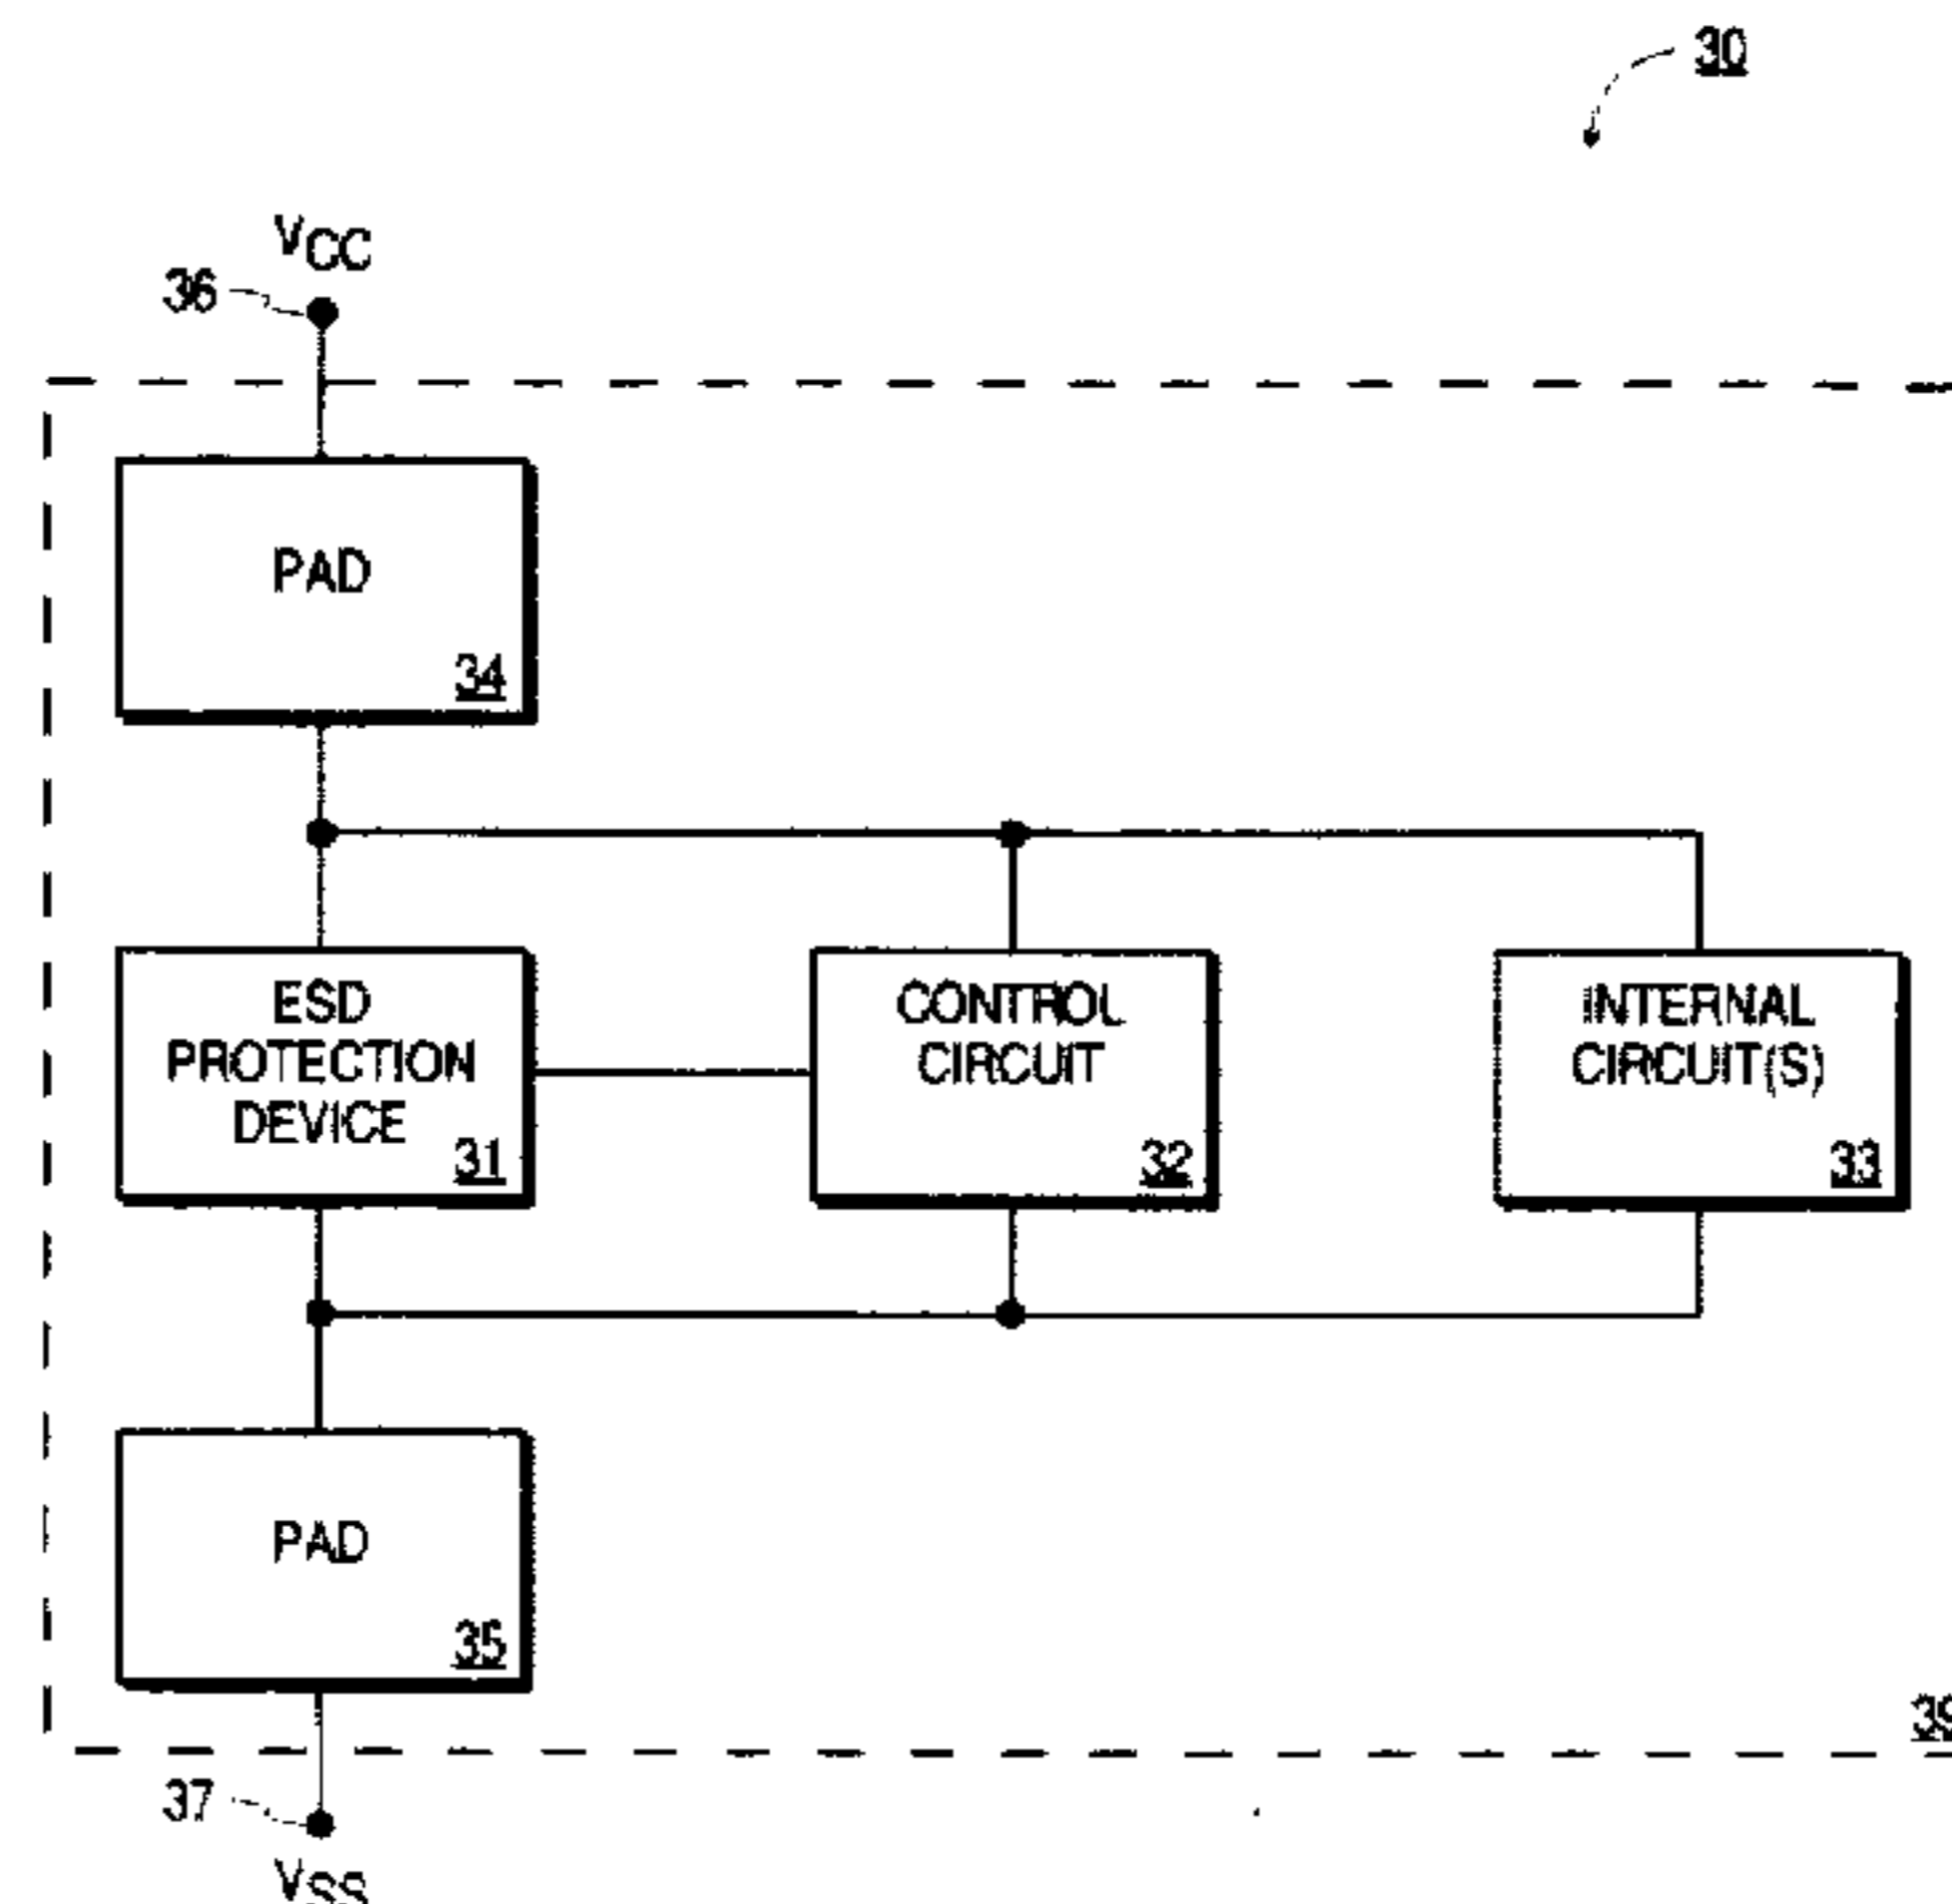 30
VCC
36
PAD
34
ESD
PROTECTION
DEVICE
31
CONTROL
CIRCUIT
32
INTERNAL
CIRCUIT(S)
33
PAD
35
39
37
VSS